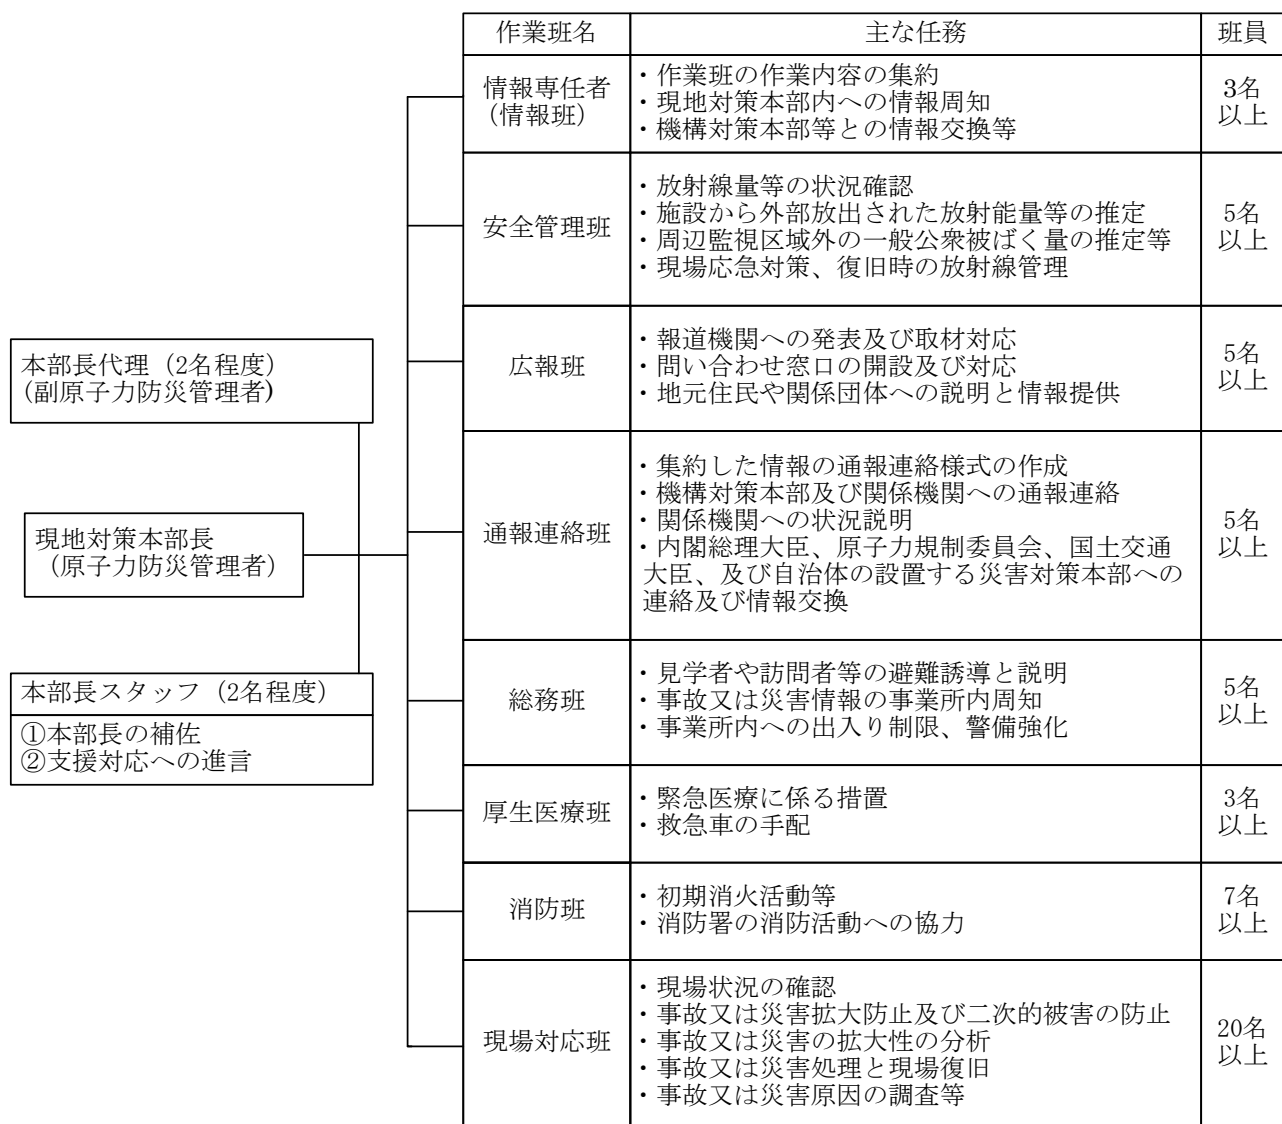 本部長代理（2名程度）
(副原子力防災管理者)
現地対策本部長
（原子力防災管理者）
本部長スタッフ（2名程度）
①本部長の補佐
②支援対応への進言
作業班名 主な任務 班員
情報専任者
（情報班）
・作業班の作業内容の集約
・現地対策本部内への情報周知
・機構対策本部等との情報交換等
3名
以上
安全管理班
・放射線量等の状況確認
・施設から外部放出された放射能量等の推定
・周辺監視区域外の一般公衆被ばく量の推定等
・現場応急対策、復旧時の放射線管理
5名
以上
広報班
・報道機関への発表及び取材対応
・問い合わせ窓口の開設及び対応
・地元住民や関係団体への説明と情報提供
5名
以上
通報連絡班
・集約した情報の通報連絡様式の作成
・機構対策本部及び関係機関への通報連絡
・関係機関への状況説明
・内閣総理大臣、原子力規制委員会、国土交通
大臣、及び自治体の設置する災害対策本部への
連絡及び情報交換
5名
以上
総務班
・見学者や訪問者等の避難誘導と説明
・事故又は災害情報の事業所内周知
・事業所内への出入り制限、警備強化
5名
以上
厚生医療班
・緊急医療に係る措置
・救急車の手配
3名
以上
消防班
・初期消火活動等
・消防署の消防活動への協力
7名
以上
現場対応班
・現場状況の確認
・事故又は災害拡大防止及び二次的被害の防止
・事故又は災害の拡大性の分析
・事故又は災害処理と現場復旧
・事故又は災害原因の調査等
20名
以上